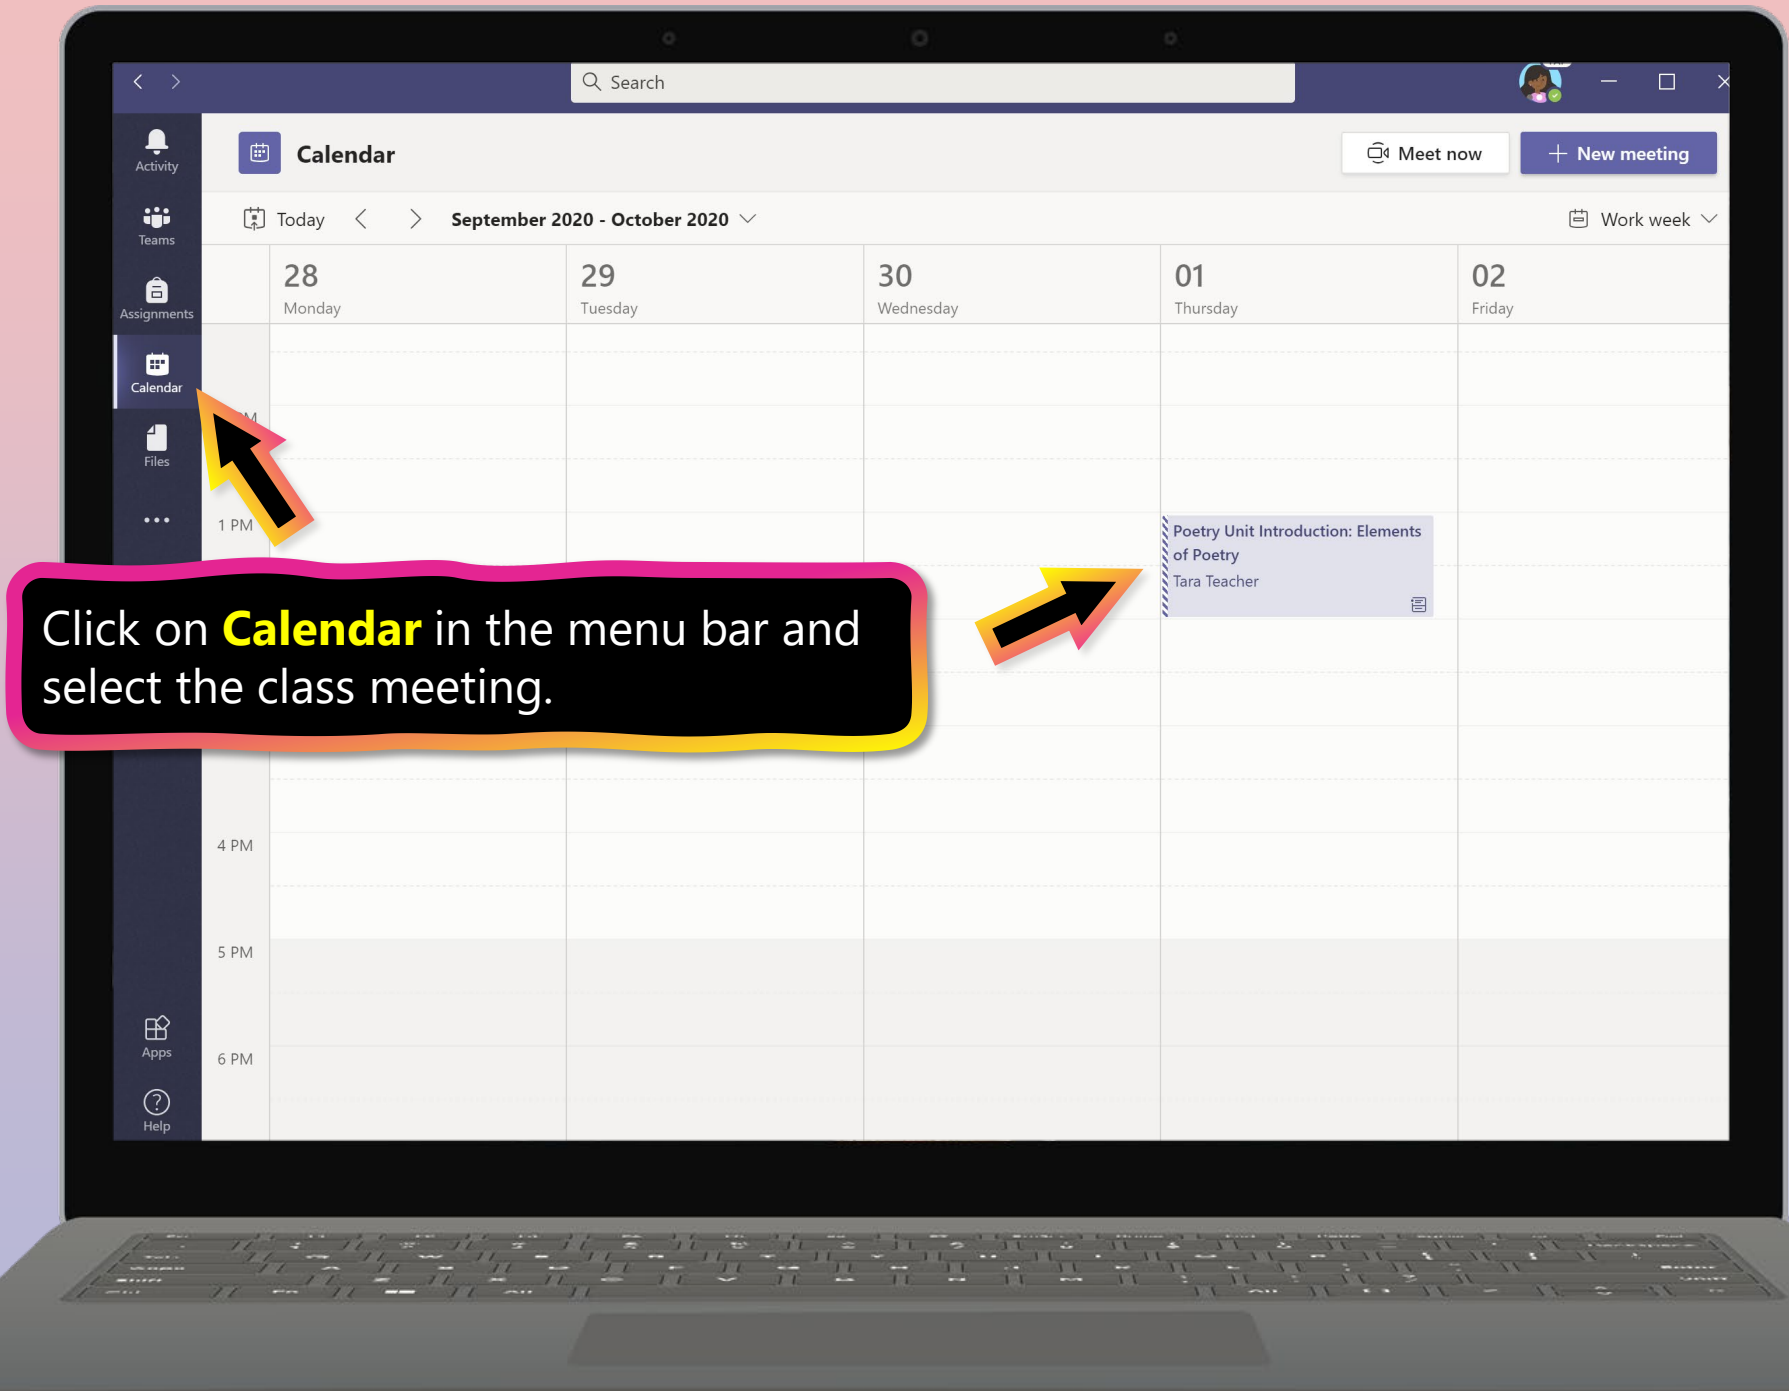 Search
Activity
Calendar
Meet now
New meeting
Teams
Today
September 2020 - October 2020
Work week
Assignments
28
29
30
01
02
Monday
Tuesday
Wednesday
Thursday
Friday
Calendar
Files
1 PM
Poetry Unit Introduction: Elements
of Poetry
Tara Teacher
Click on Calendar in the menu bar and
select the class meeting.
4 PM
5 PM
Apps
6 PM
Help